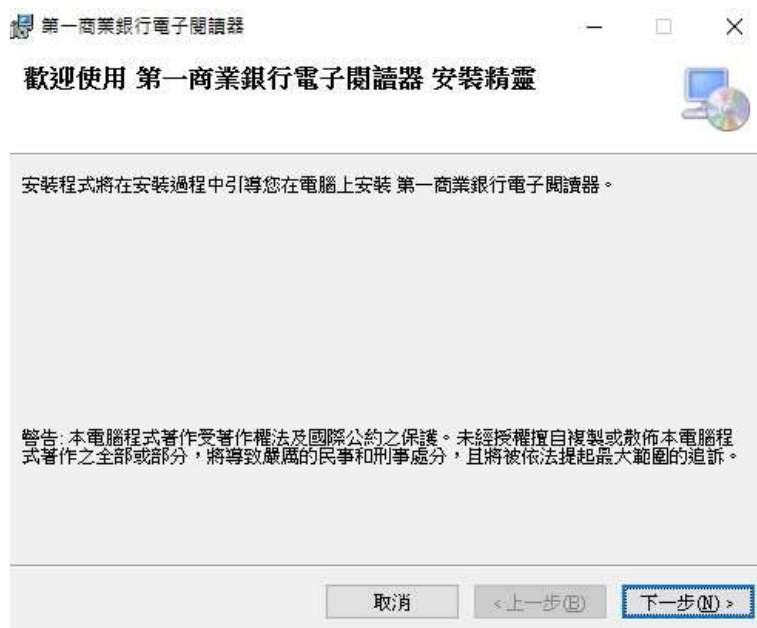 第一商業銀行電子閱讀器
歡迎使用 第一商業銀行電子閱讀器 安裝精靈
安裝程式將在安裝過程中引導您在電腦上安裝 第一商業銀行電子閱讀器。
警告: 本電腦程式著作受著作權法及國際公約之保護。未經授權擅自複製或散佈本電腦程
式著作之全部或部分，將導致嚴厲的民事和刑事處分，且將被依法提起最大範圍的追訴。
取消
<上一步(B)
下一步(N) >